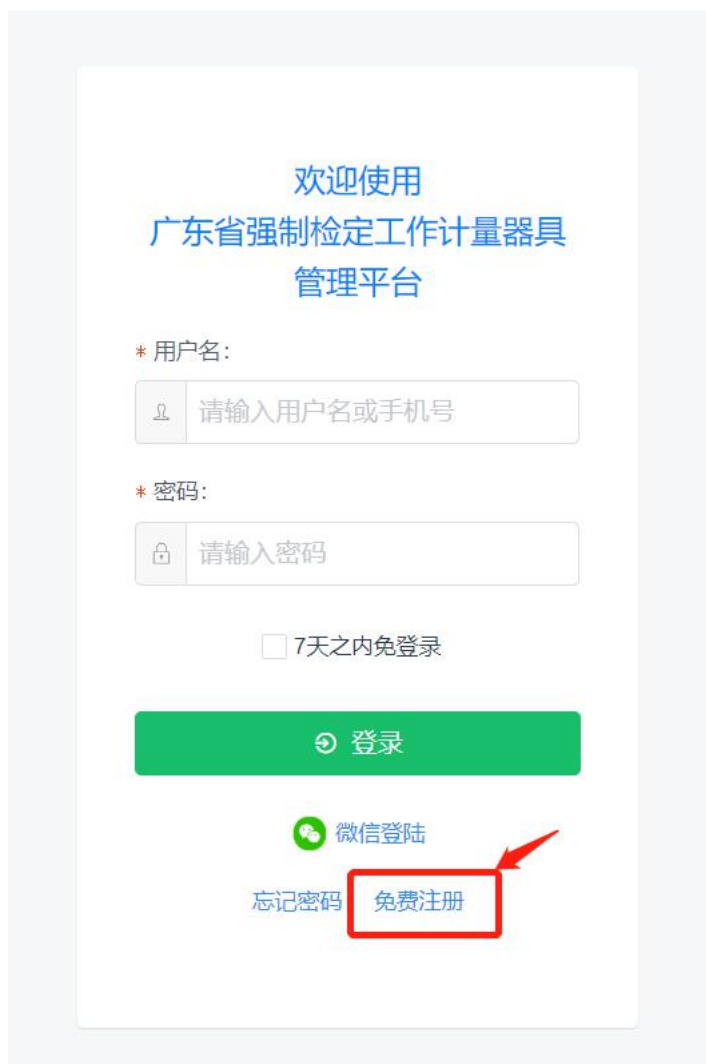 欢迎使用
广东省强制检定工作计量器具
管理平台
* 用户名：
请输入用户名或手机号
* 密码：
请输入密码
7天之内免登录
登录
微信登陆
忘记密码 免费注册